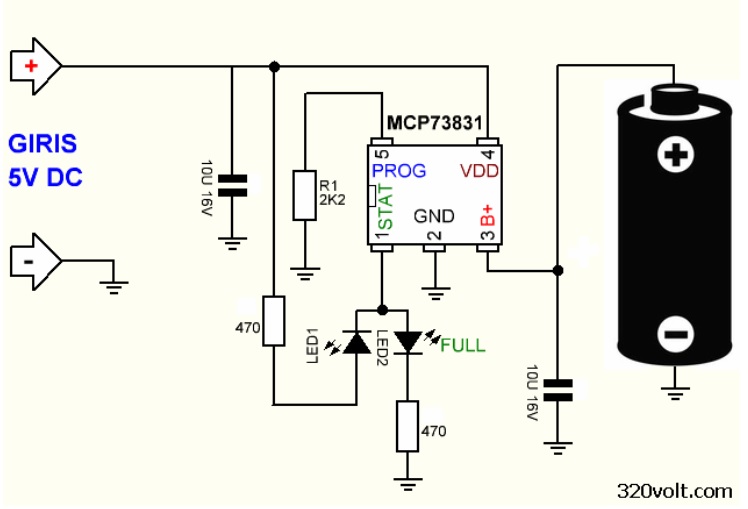 +
GIRIS
5V DC
-
10U 16V
R1
2K2
MCP73831
5
4
PROG
VDD
STAT
GND
B+
1
2
3
470
LED1
LED2
FULL
470
10U 16V
+
-
320volt.com